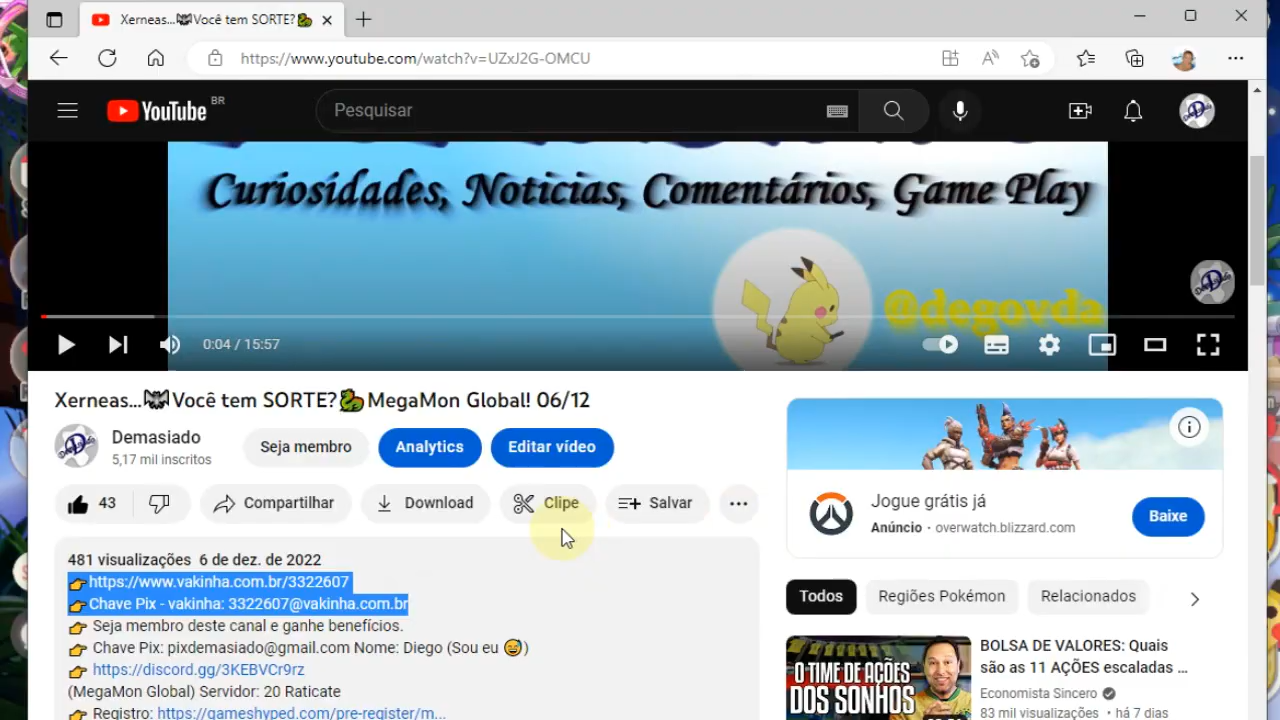 Xerneas...🦇Você tem SORTE?🐉
https://www.youtube.com/watch?v=UZxJ2G-OMCU
YouTube BR
Pesquisar
Curiosidades, Noticias, Comentários, Game Play
@degovda
0:04 / 15:57
Xerneas...🦇Você tem SORTE?🐉MegaMon Global! 06/12
Demasiado
5,17 mil inscritos
Seja membro
Analytics
Editar vídeo
43
Compartilhar
Download
Clipe
Salvar
...
481 visualizações 6 de dez. de 2022
👉https://www.vakinha.com.br/3322607
👉Chave Pix - vakinha: 3322607@vakinha.com.br
👉 Seja membro deste canal e ganhe benefícios.
👉 Chave Pix: pixdemasiado@gmail.com Nome: Diego (Sou eu 😅)
👉 https://discord.gg/3KEBVCr9rz
(MegaMon Global) Servidor: 20 Raticate
👉 Registro: https://gameshyped.com/pre-register/m...
Jogue grátis já
Anúncio · overwatch.blizzard.com
Baixe
Todos
Regiões Pokémon
Relacionados
O TIME DE AÇÕES
DOS SONHOS
BOLSA DE VALORES: Quais
são as 11 AÇÕES escaladas ...
Economista Sincero
83 mil visualizações · há 7 dias